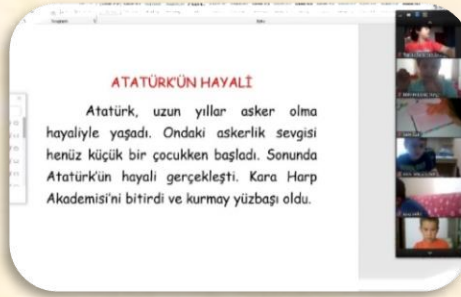 ATATÜRK'ÜN HAYALİ
Atatürk, uzun yıllar asker olma
hayaliyle yaşadı. Ondaki askerlik sevgisi
henüz küçük bir çocukken başladı. Sonunda
Atatürk'ün hayali gerçekleşti. Kara Harp
Akademisi'ni bitirdi ve kurmay yüzbaşı oldu.